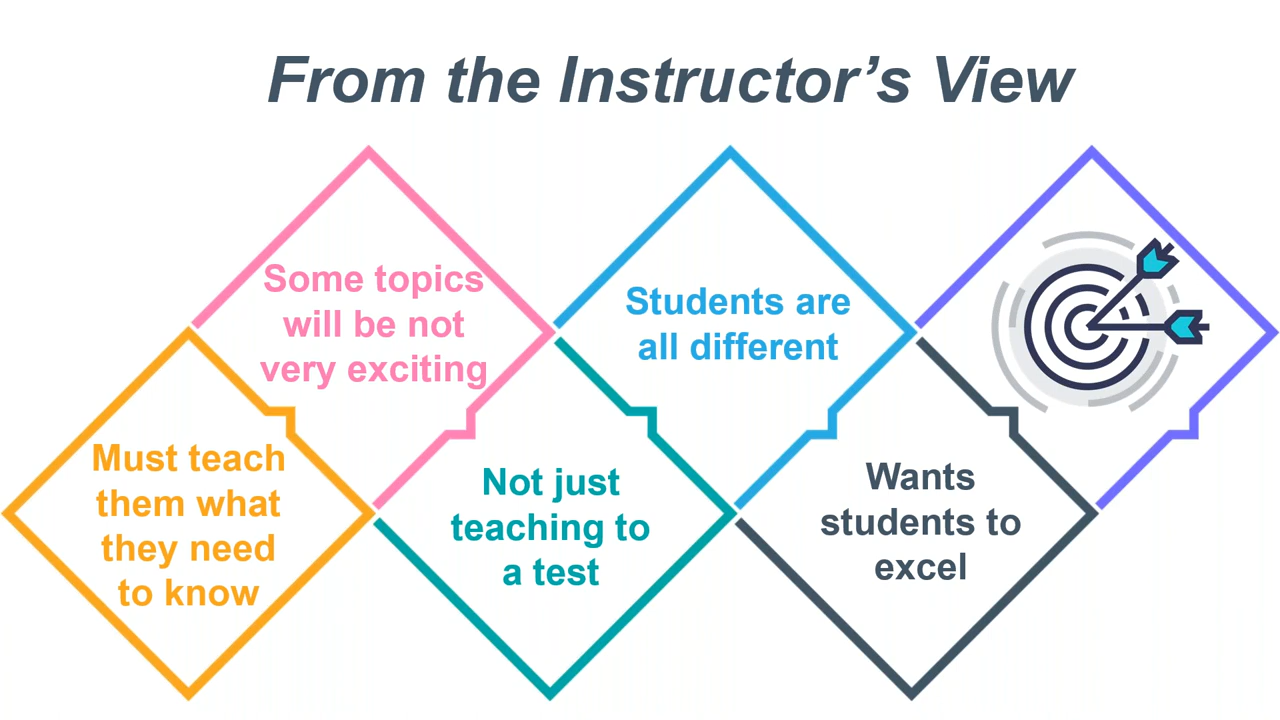 From the Instructor’s View
Must teach
them what
they need
to know
Some topics
will be not
very exciting
Not just
teaching to
a test
Students are
all different
Wants
students to
excel